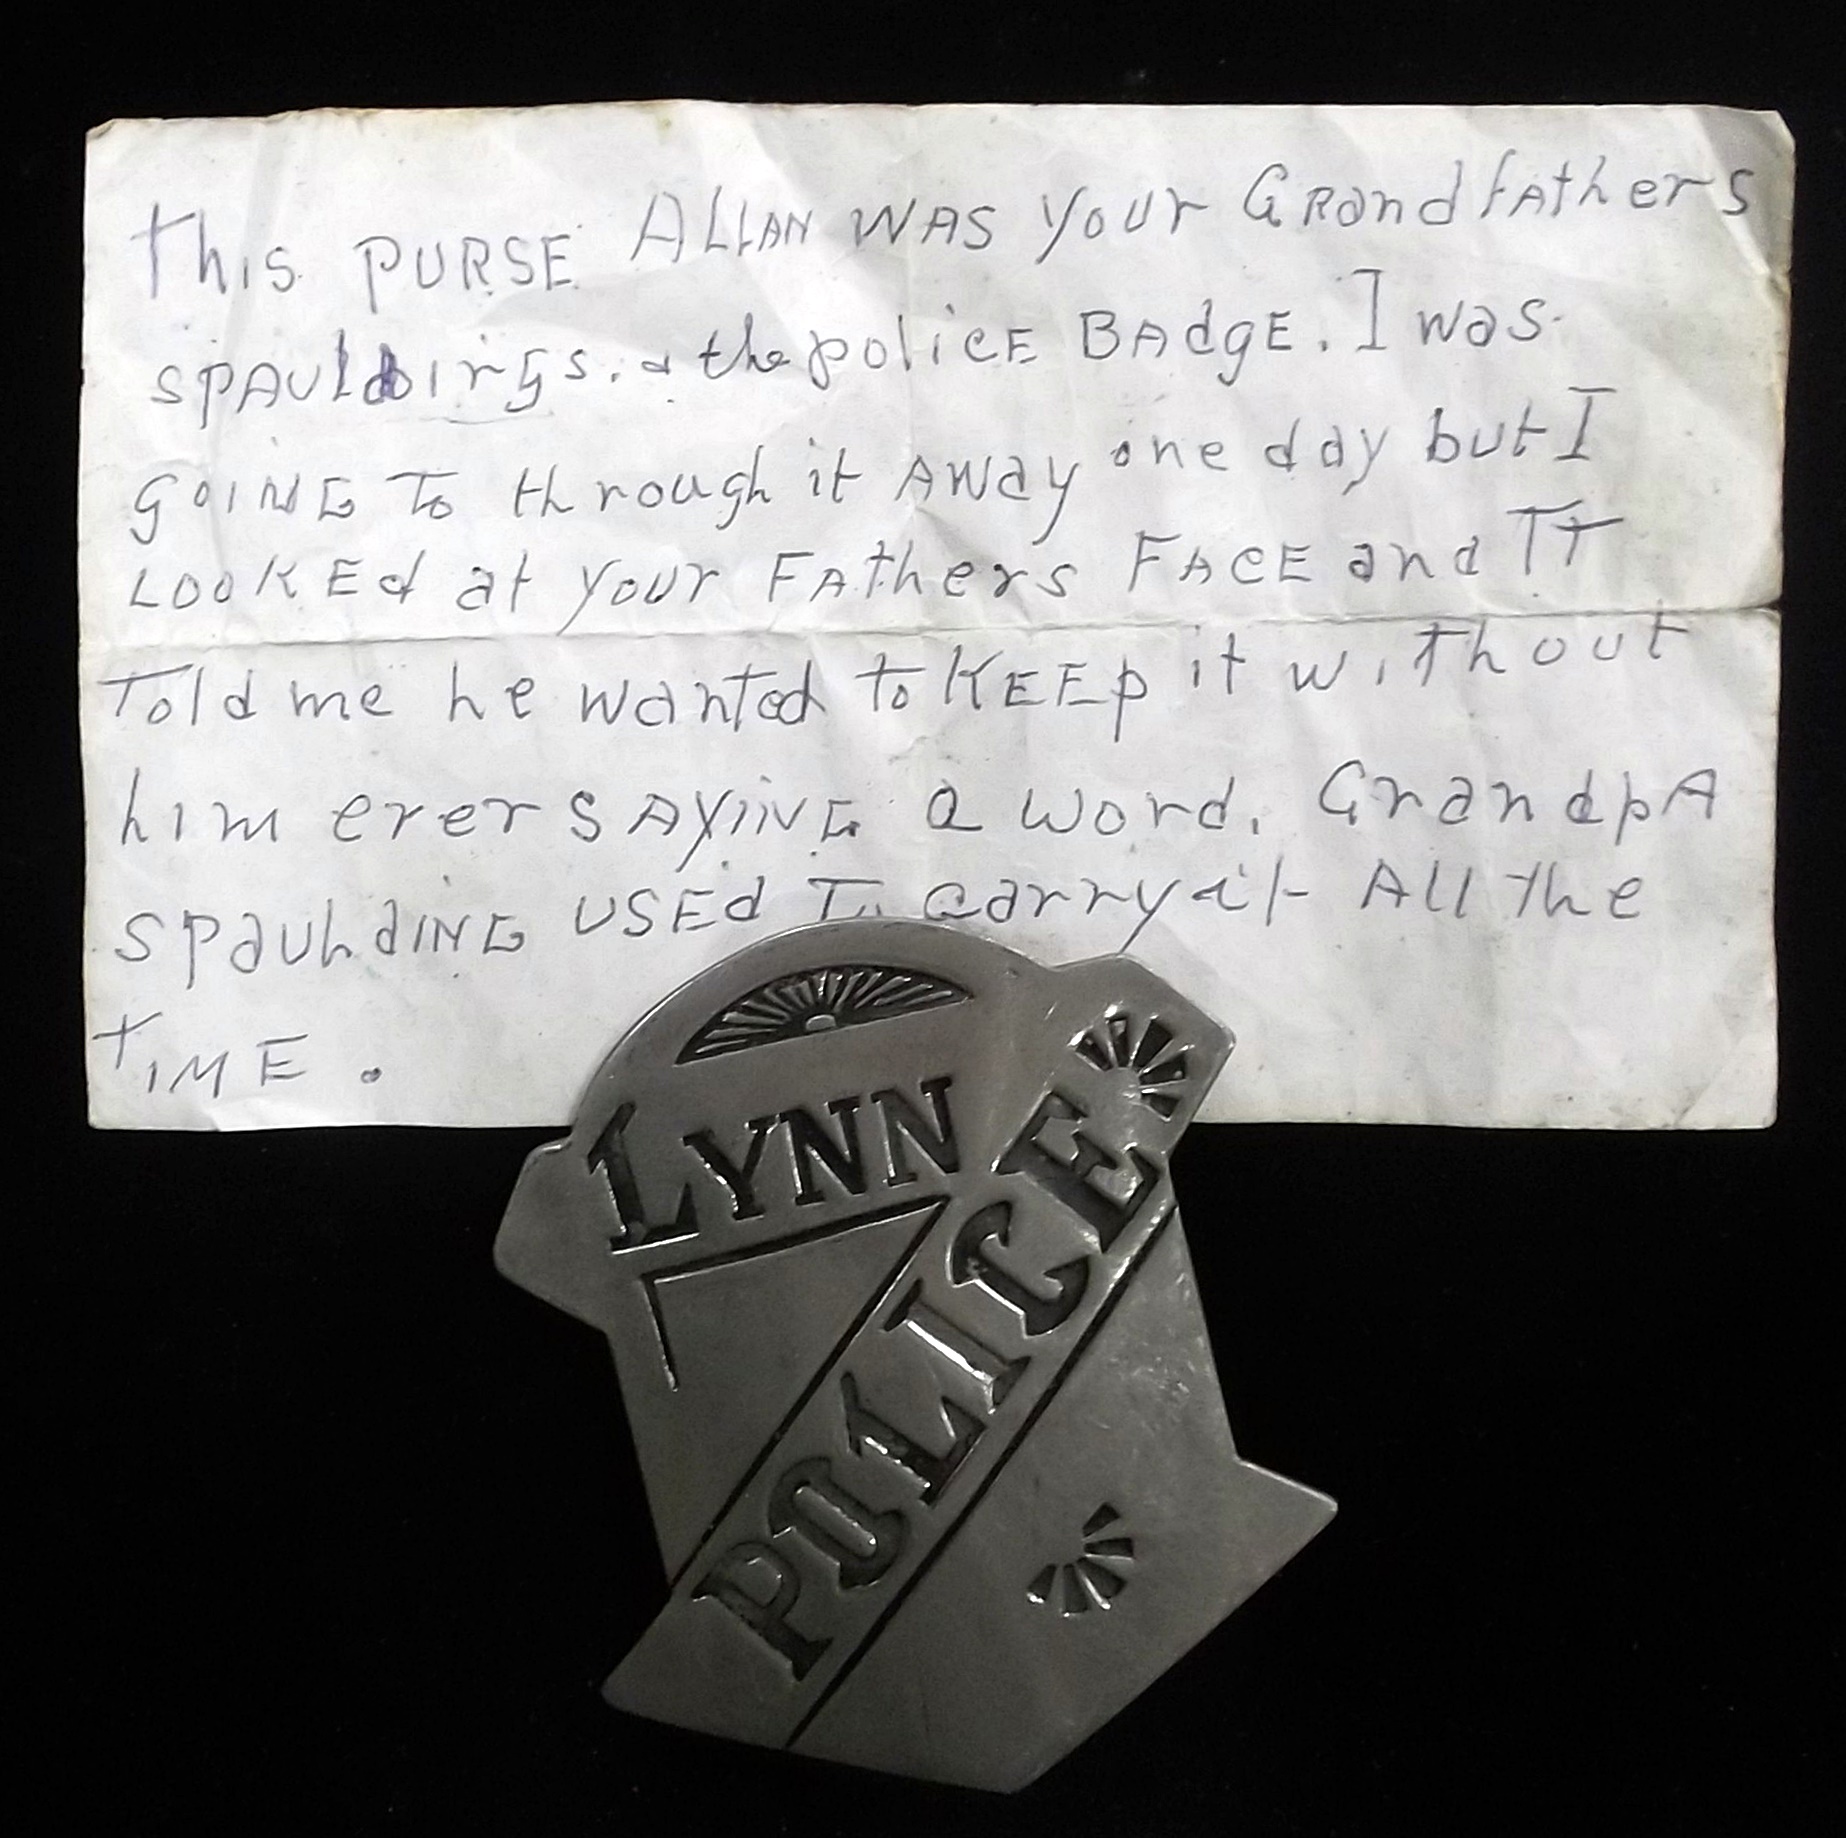 This PURSE ALLAN WAS your GRandfAthers
SPAULdings. & the policE BAdgE. I was
goING To through it AWay one day but I
LOOKEd at your FAthers FACE and IT
Told me he wanted to KEEp it without
him ever SAyiNG a word. GrandpA
SpauldiNG USEd To carry it All The
TIME.
LYNN
POLICE